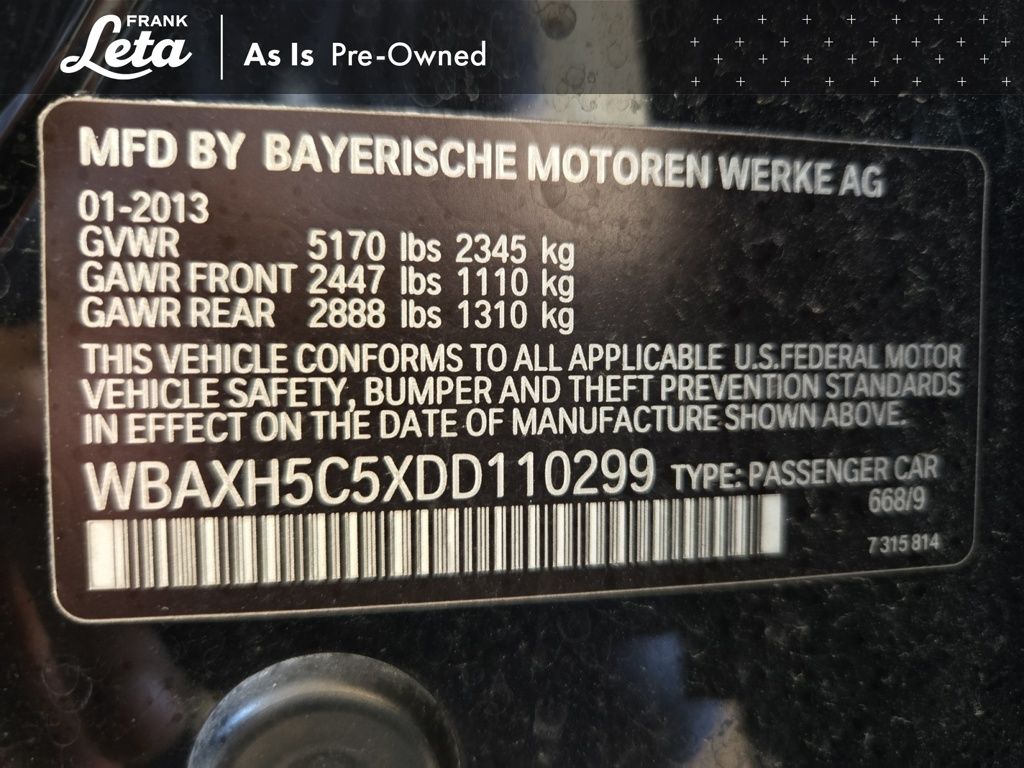 FRANK
Leta
As Is Pre-Owned
MFD BY BAYERISCHE MOTOREN WERKE AG
01-2013
GVWR 5170 lbs 2345 kg
GAWR FRONT 2447 lbs 1110 kg
GAWR REAR 2888 lbs 1310 kg
THIS VEHICLE CONFORMS TO ALL APPLICABLE U.S.FEDERAL MOTOR
VEHICLE SAFETY, BUMPER AND THEFT PREVENTION STANDARDS
IN EFFECT ON THE DATE OF MANUFACTURE SHOWN ABOVE.
WBAXH5C5XDD110299 TYPE: PASSENGER CAR
668/9
7 315 814